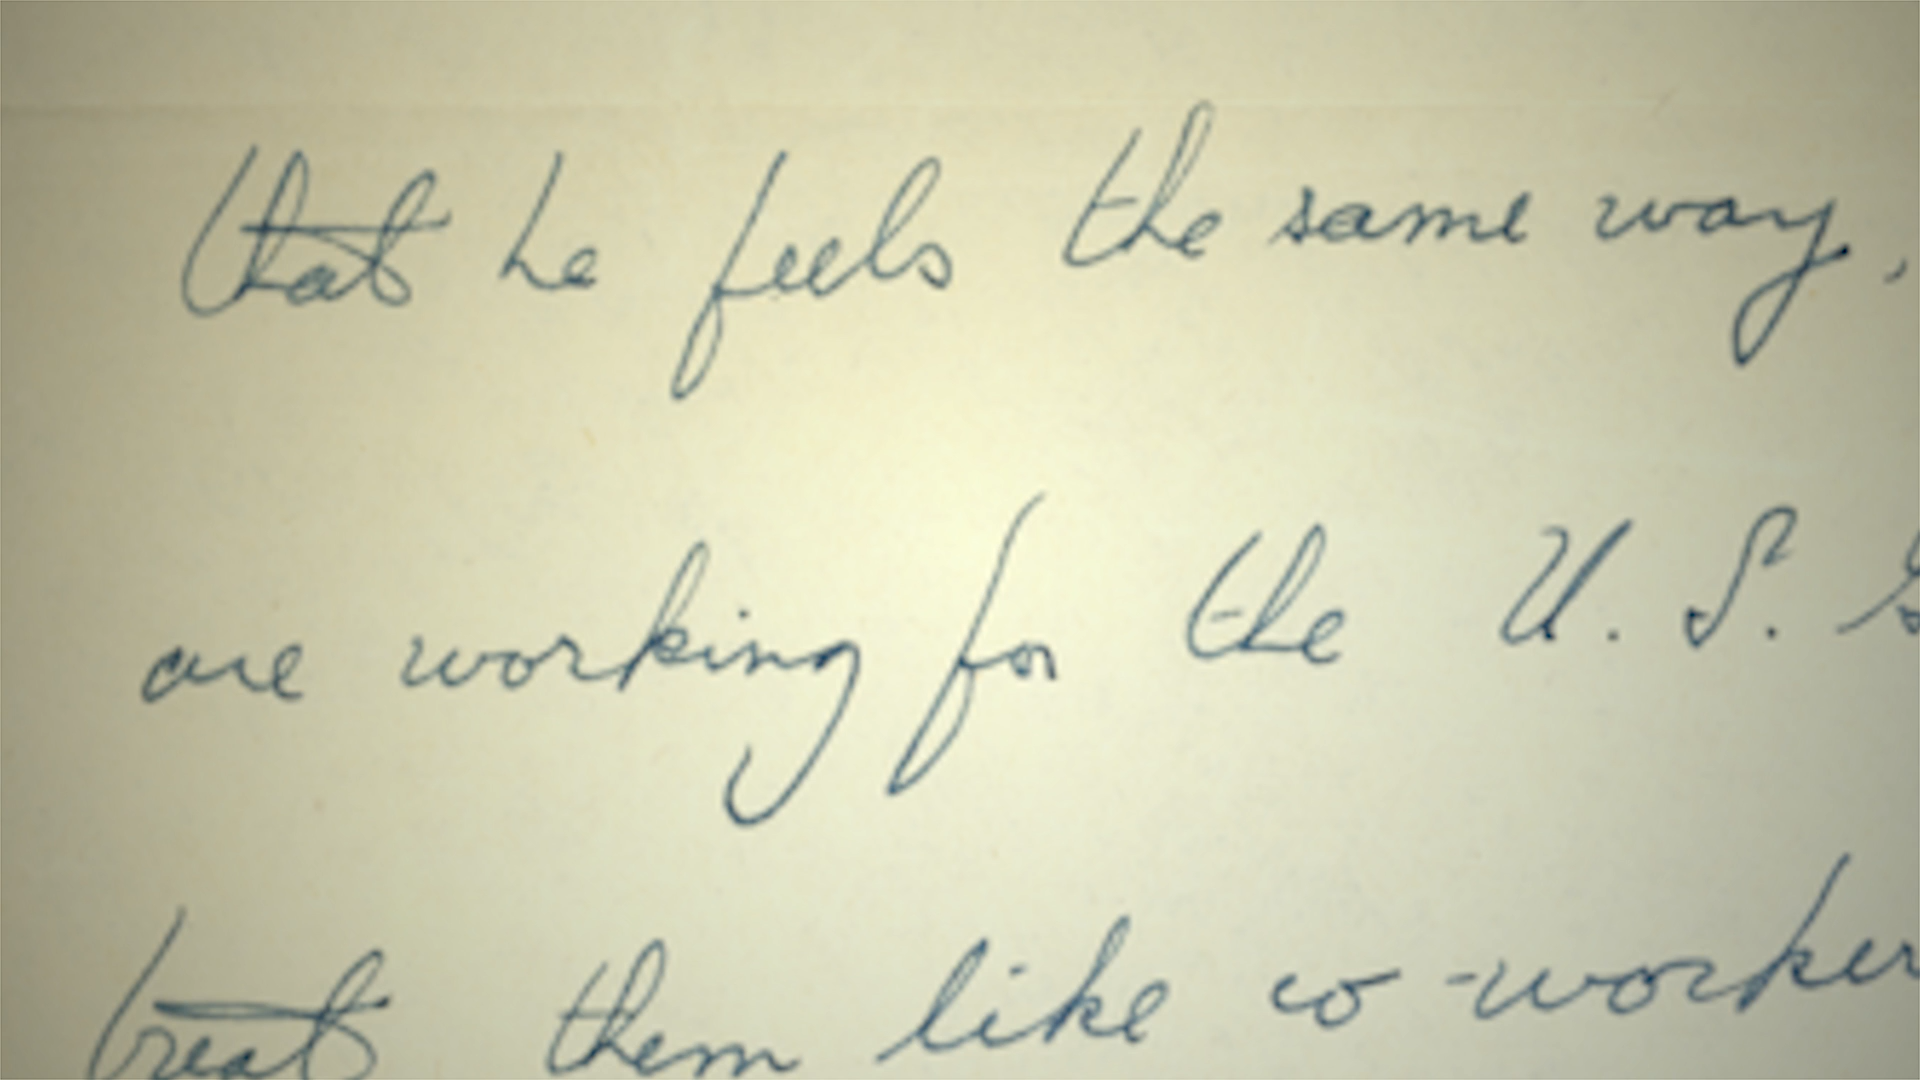 that he feels the same way,
are working for the U. S.
treat them like co-worker